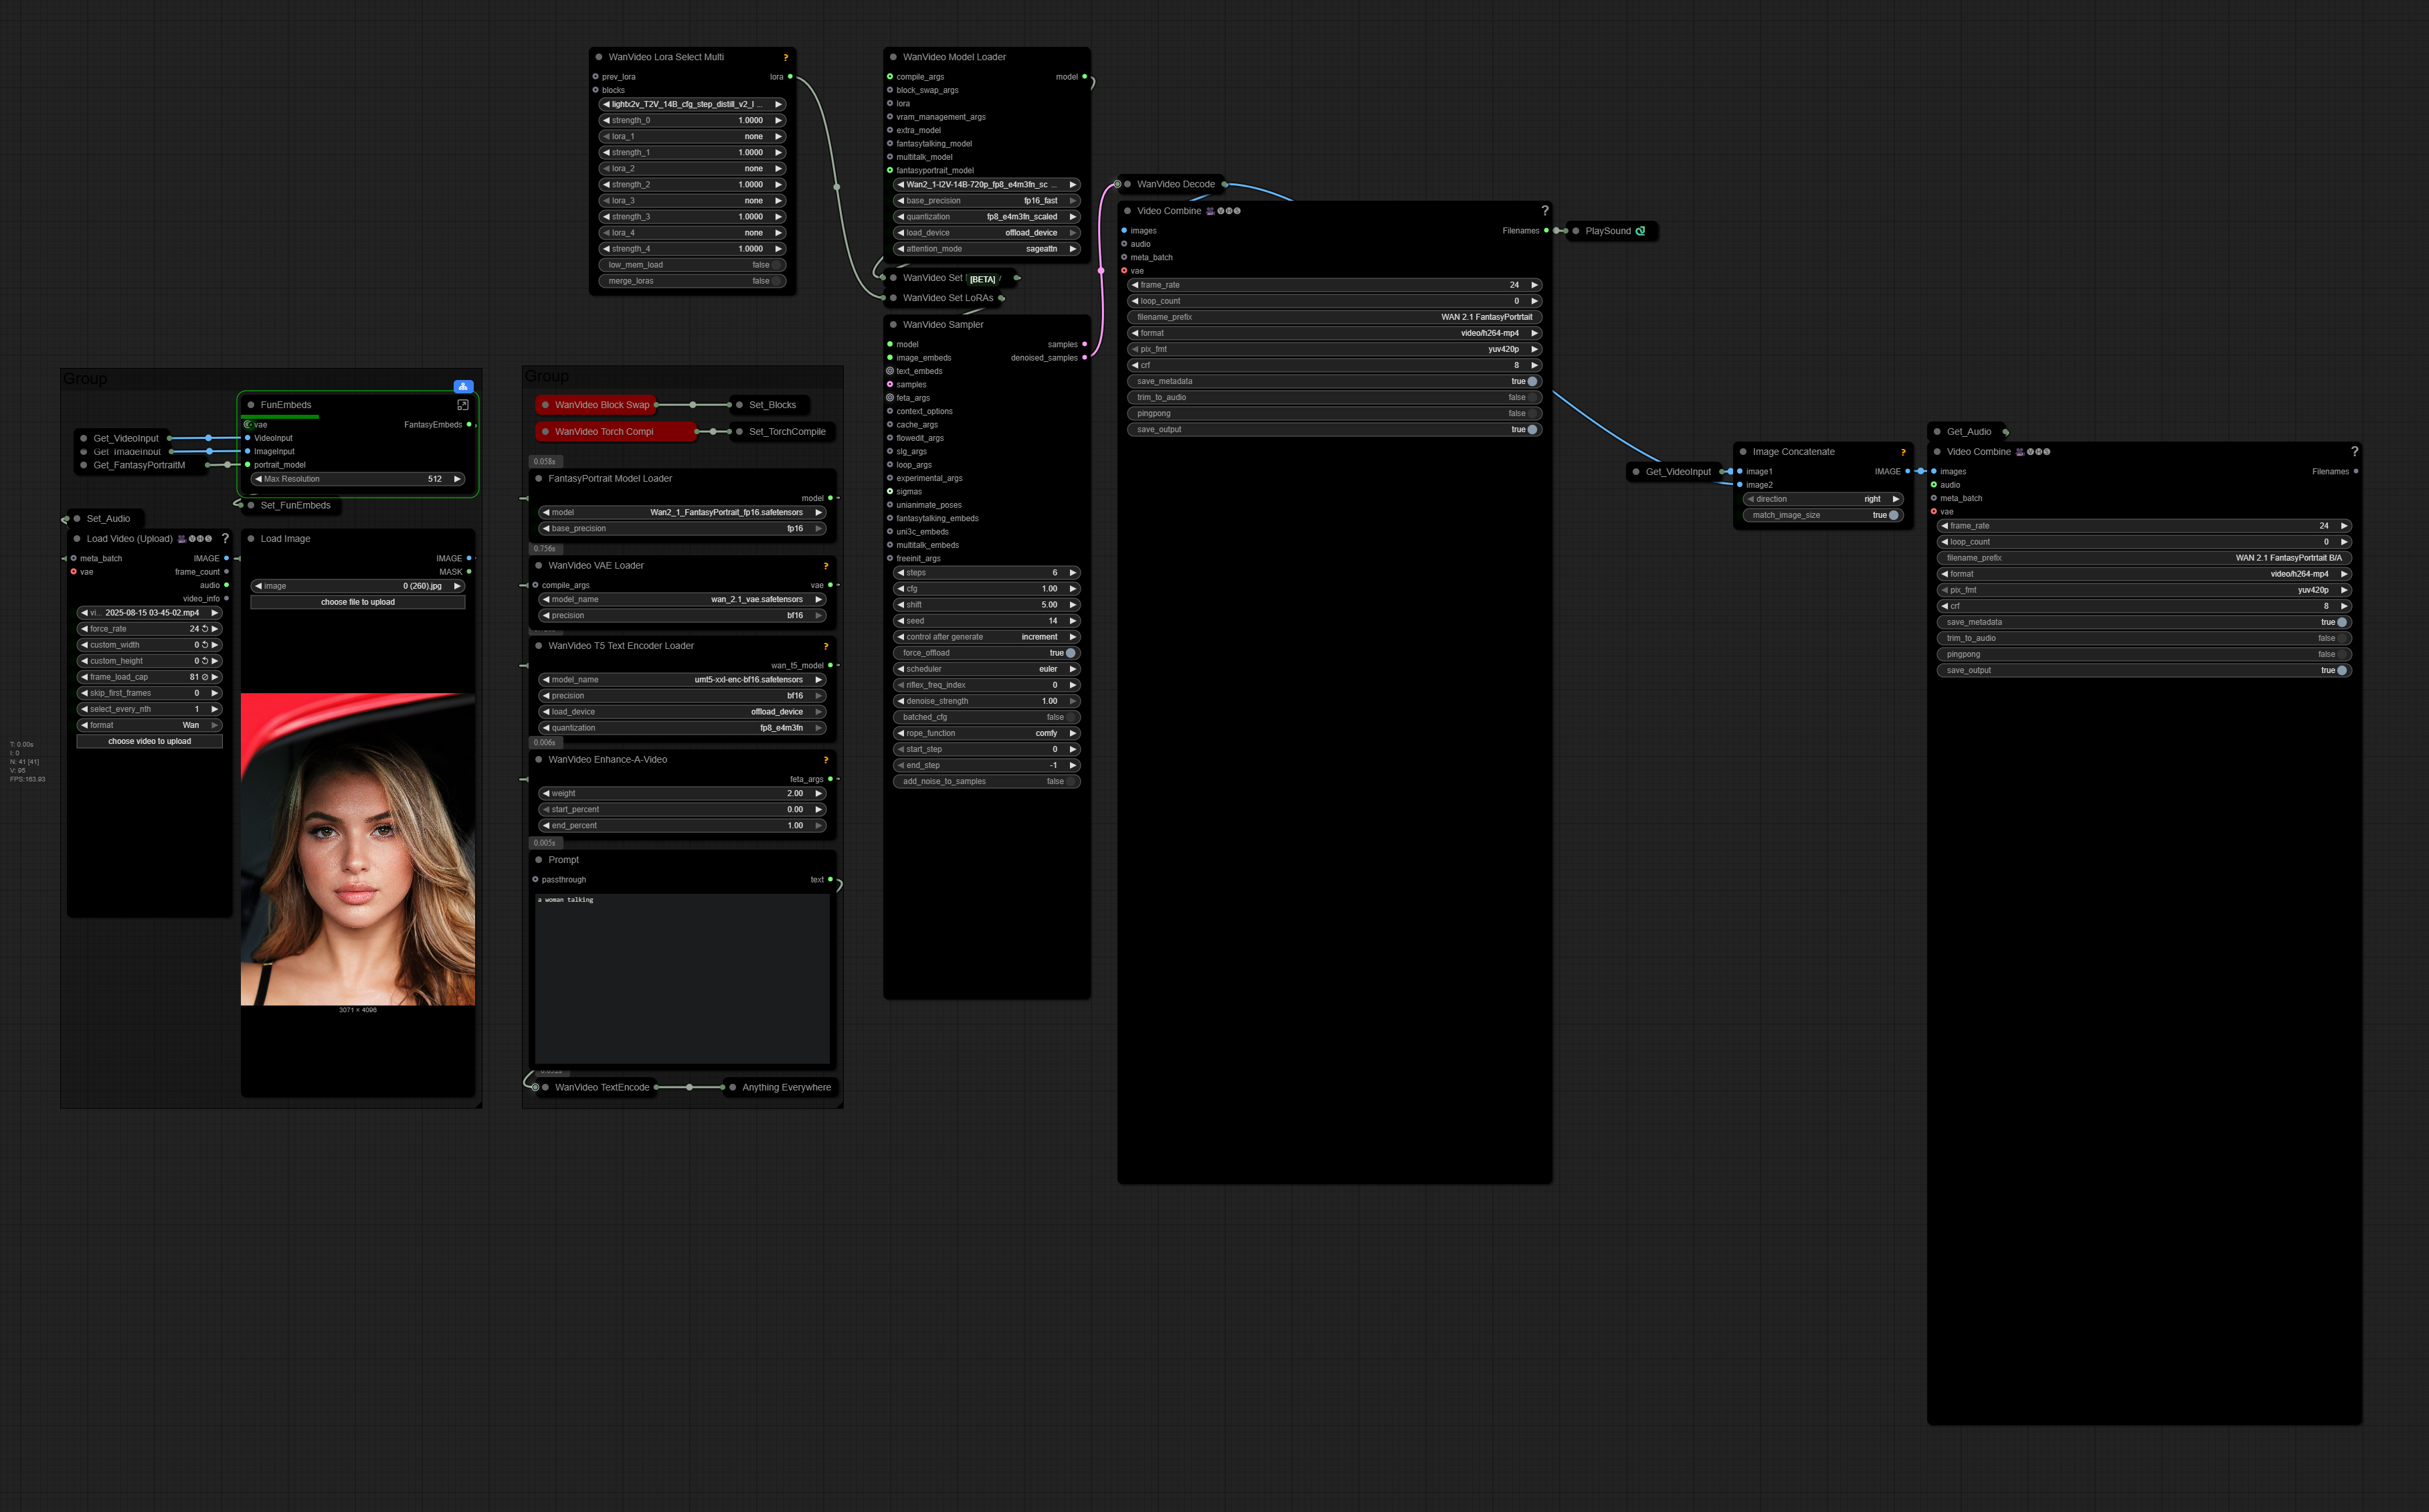 WanVideo Lora Select Multi ?
prev_lora lora
blocks
lightx2v_T2V_14B_cfg_step_distill_v2_l ...
strength_0 1.0000
lora_1 none
strength_1 1.0000
lora_2 none
strength_2 1.0000
lora_3 none
strength_3 1.0000
lora_4 none
strength_4 1.0000
low_mem_load false
merge_loras false
WanVideo Model Loader
compile_args model
block_swap_args
lora
vram_management_args
extra_model
fantasytalking_model
multitalk_model
fantasyportrait_model
Wan2_1-I2V-14B-720p_fp8_e4m3fn_sc ...
base_precision fp16_fast
quantization fp8_e4m3fn_scaled
load_device offload_device
attention_mode sageattn
WanVideo Set
[BETA]
WanVideo Set LoRAs
WanVideo Sampler
model samples
image_embeds denoised_samples
text_embeds
samples
feta_args
context_options
cache_args
flowedit_args
slg_args
loop_args
experimental_args
sigmas
unianimate_poses
fantasytalking_embeds
uni3c_embeds
multitalk_embeds
freeinit_args
steps 6
cfg 1.00
shift 5.00
seed 14
control after generate increment
force_offload true
scheduler euler
riflex_freq_index 0
denoise_strength 1.00
batched_cfg false
rope_function comfy
start_step 0
end_step -1
add_noise_to_samples false
WanVideo Decode
Video Combine VHS ?
images Filenames
audio
meta_batch
vae
frame_rate 24
loop_count 0
filename_prefix WAN 2.1 FantasyPortrtait
format video/h264-mp4
pix_fmt yuv420p
crf 8
save_metadata true
trim_to_audio false
pingpong false
save_output true
PlaySound
Group
FunEmbeds
vae FantasyEmbeds
VideoInput
ImageInput
portrait_model
Max Resolution 512
Get_VideoInput
Get_ImageInput
Get_FantasyPortraitM
Set_FunEmbeds
Set_Audio
Load Video (Upload) VHS ?
meta_batch IMAGE
vae frame_count
audio
video_info
vi... 2025-08-15 03-45-02.mp4
force_rate 24
custom_width 0
custom_height 0
frame_load_cap 81
skip_first_frames 0
select_every_nth 1
format Wan
choose video to upload
Load Image
IMAGE
MASK
image 0 (260).jpg
choose file to upload
3071 × 4096
T: 0.00s
I: 0
N: 41 [41]
V: 95
FPS:163.93
Group
WanVideo Block Swap
Set_Blocks
WanVideo Torch Compi
Set_TorchCompile
0.058s
FantasyPortrait Model Loader
model
model Wan2_1_FantasyPortrait_fp16.safetensors
base_precision fp16
0.756s
WanVideo VAE Loader ?
compile_args vae
model_name wan_2.1_vae.safetensors
precision bf16
WanVideo T5 Text Encoder Loader ?
wan_t5_model
model_name umt5-xxl-enc-bf16.safetensors
precision bf16
load_device offload_device
quantization fp8_e4m3fn
0.006s
WanVideo Enhance-A-Video ?
feta_args
weight 2.00
start_percent 0.00
end_percent 1.00
0.005s
Prompt
passthrough text
a woman talking
WanVideo TextEncode
Anything Everywhere
Get_VideoInput
Image Concatenate ?
image1 IMAGE
image2
direction right
match_image_size true
Get_Audio
Video Combine VHS ?
images Filenames
audio
meta_batch
vae
frame_rate 24
loop_count 0
filename_prefix WAN 2.1 FantasyPortrtait B/A
format video/h264-mp4
pix_fmt yuv420p
crf 8
save_metadata true
trim_to_audio false
pingpong false
save_output true